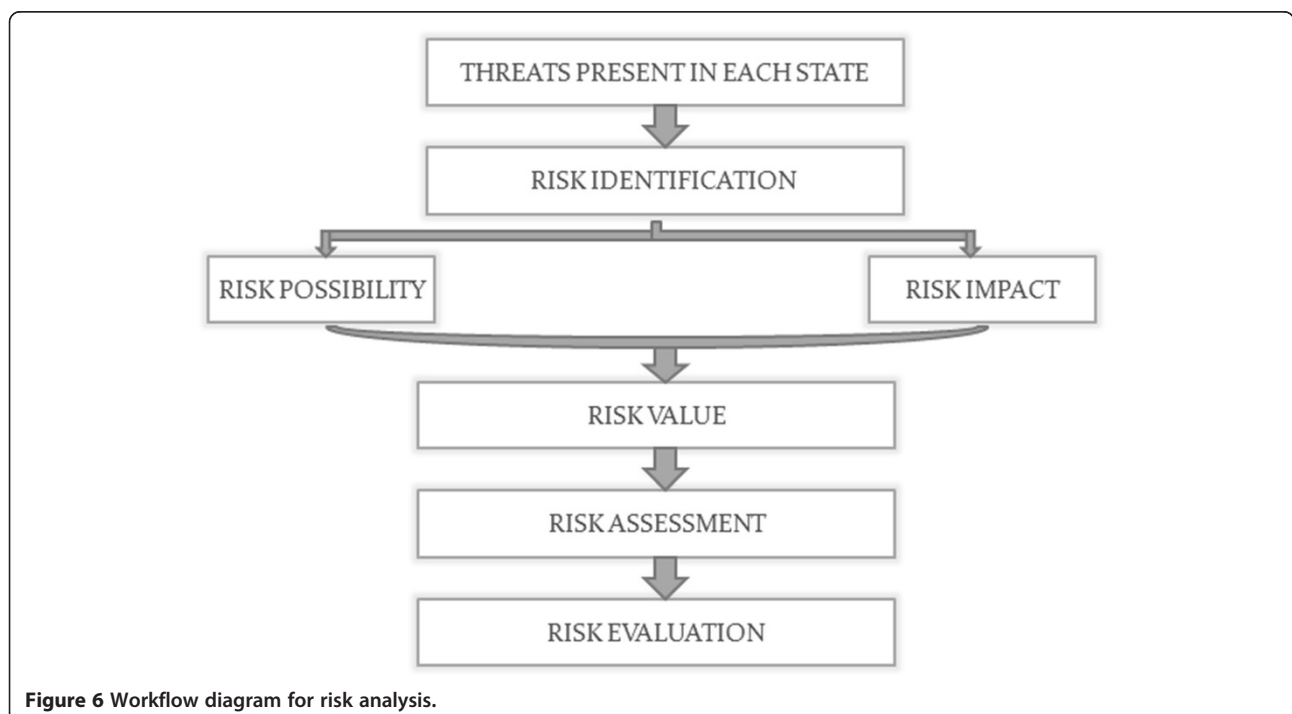 THREATS PRESENT IN EACH STATE
RISK IDENTIFICATION
RISK POSSIBILITY
RISK IMPACT
RISK VALUE
RISK ASSESSMENT
RISK EVALUATION
Figure 6 Workflow diagram for risk analysis.